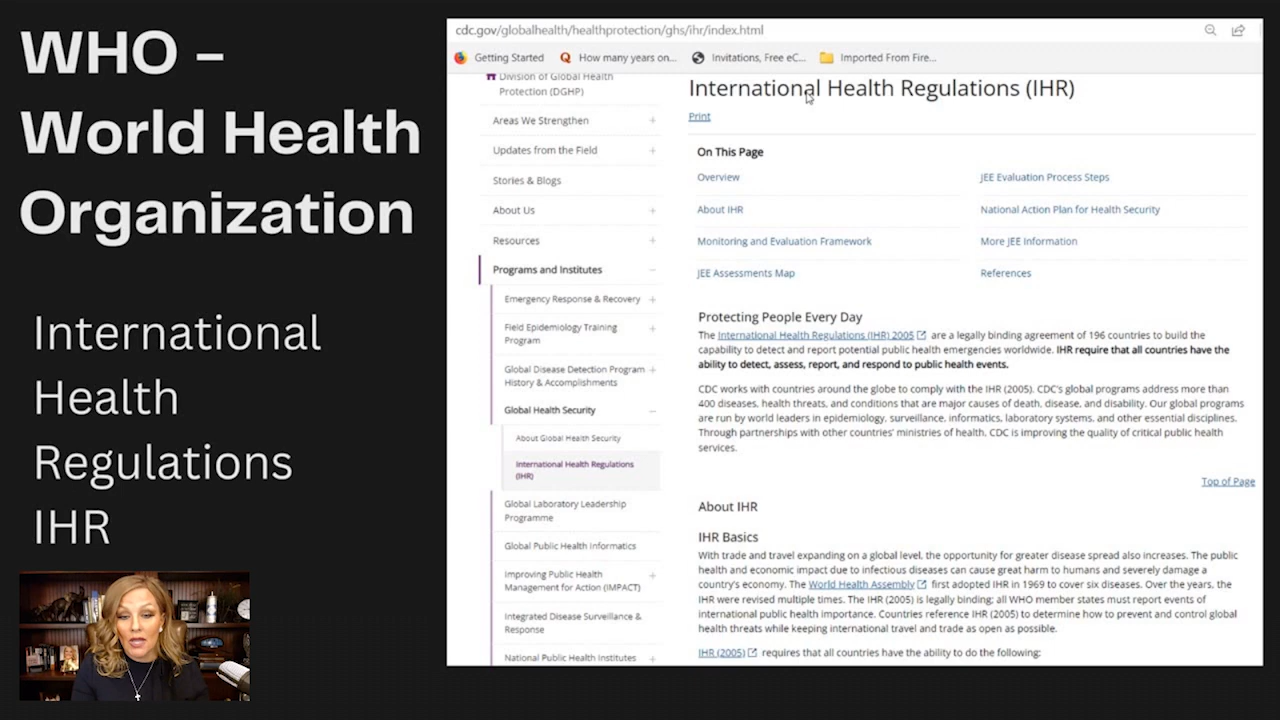 WHO –
World Health
Organization
International
Health
Regulations
IHR
cdc.gov/globalhealth/healthprotection/ghs/ihr/index.html
Getting Started
How many years on...
Invitations, Free eC...
Imported From Fire...
Division of Global Health
Protection (DGHP)
Areas We Strengthen
Updates from the Field
Stories & Blogs
About Us
Resources
Programs and Institutes
Emergency Response & Recovery
Field Epidemiology Training
Program
Global Disease Detection Program
History & Accomplishments
Global Health Security
About Global Health Security
International Health Regulations
(IHR)
Global Laboratory Leadership
Programme
Global Public Health Informatics
Improving Public Health
Management for Action (IMPACT)
Integrated Disease Surveillance &
Response
National Public Health Institutes
International Health Regulations (IHR)
Print
On This Page
Overview
About IHR
Monitoring and Evaluation Framework
JEE Assessments Map
JEE Evaluation Process Steps
National Action Plan for Health Security
More JEE Information
References
Protecting People Every Day
The International Health Regulations (IHR) 2005 are a legally binding agreement of 196 countries to build the
capability to detect and report potential public health emergencies worldwide. IHR require that all countries have the
ability to detect, assess, report, and respond to public health events.
CDC works with countries around the globe to comply with the IHR (2005). CDC's global programs address more than
400 diseases, health threats, and conditions that are major causes of death, disease, and disability. Our global programs
are run by world leaders in epidemiology, surveillance, informatics, laboratory systems, and other essential disciplines.
Through partnerships with other countries' ministries of health, CDC is improving the quality of critical public health
services.
Top of Page
About IHR
IHR Basics
With trade and travel expanding on a global level, the opportunity for greater disease spread also increases. The public
health and economic impact due to infectious diseases can cause great harm to humans and severely damage a
country's economy. The World Health Assembly first adopted IHR in 1969 to cover six diseases. Over the years, the
IHR were revised multiple times. The IHR (2005) is legally binding; all WHO member states must report events of
international public health importance. Countries reference IHR (2005) to determine how to prevent and control global
health threats while keeping international travel and trade as open as possible.
IHR (2005) requires that all countries have the ability to do the following: